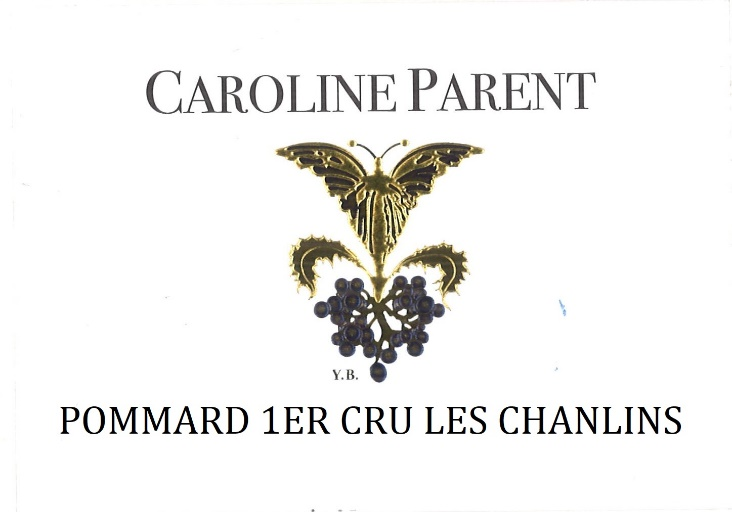 CAROLINE PARENT
Y.B.
POMMARD 1ER CRU LES CHANLINS